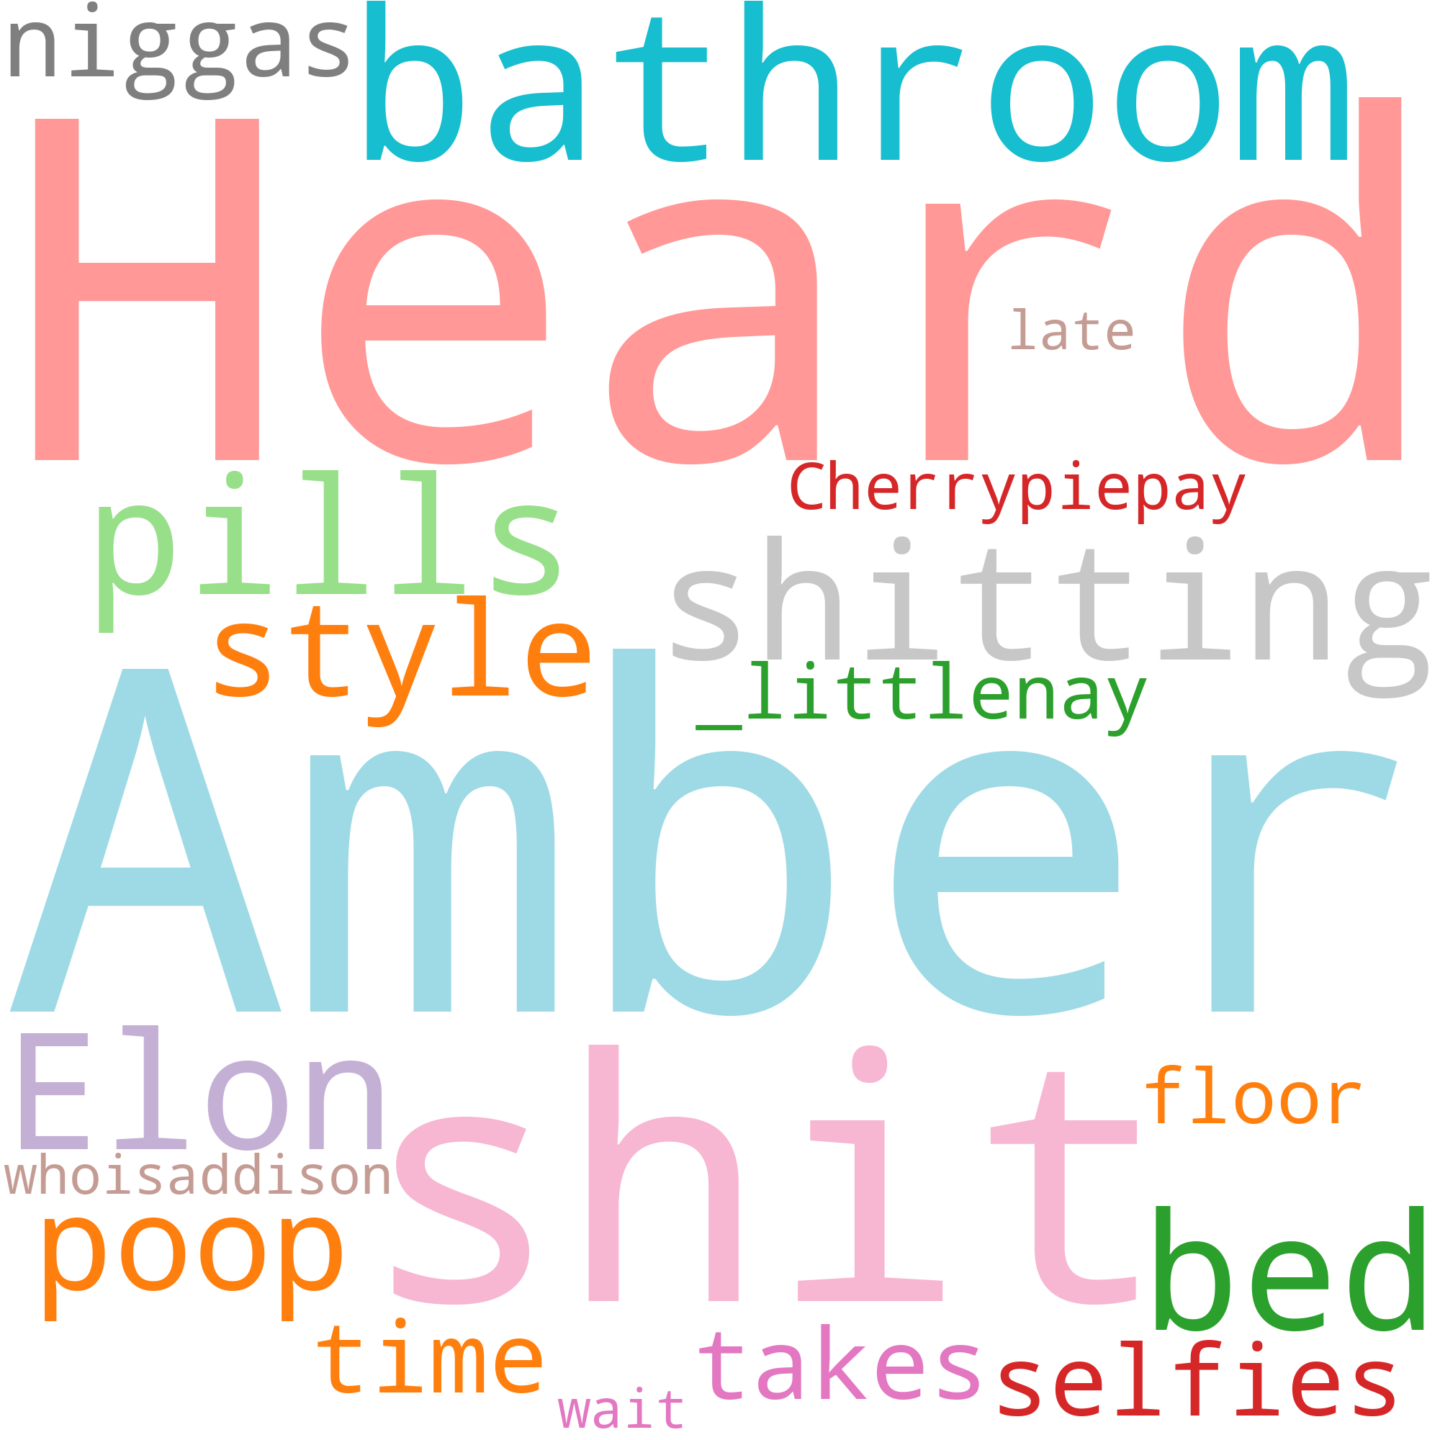 niggas
bathroom
Heard
late
Cherrypiepay
pills
shitting
style
_littlenay
Amber
Elon
shit
floor
whoisaddison
poop
bed
time
takes
selfies
wait